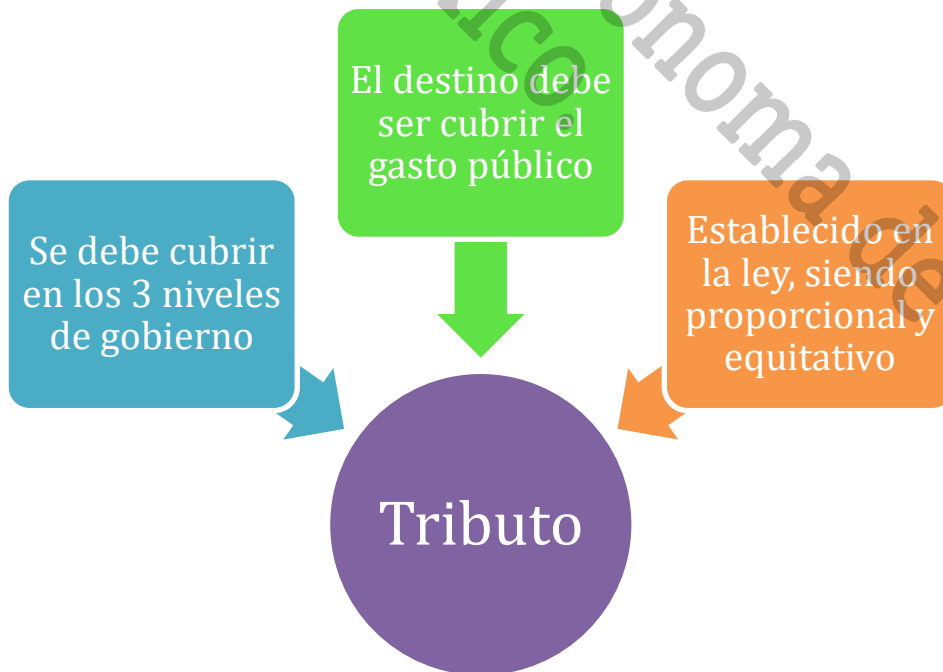 El destino debe
ser cubrir el
gasto público
Se debe cubrir
en los 3 niveles
de gobierno
Establecido en
la ley, siendo
proporcional y
equitativo
Tributo